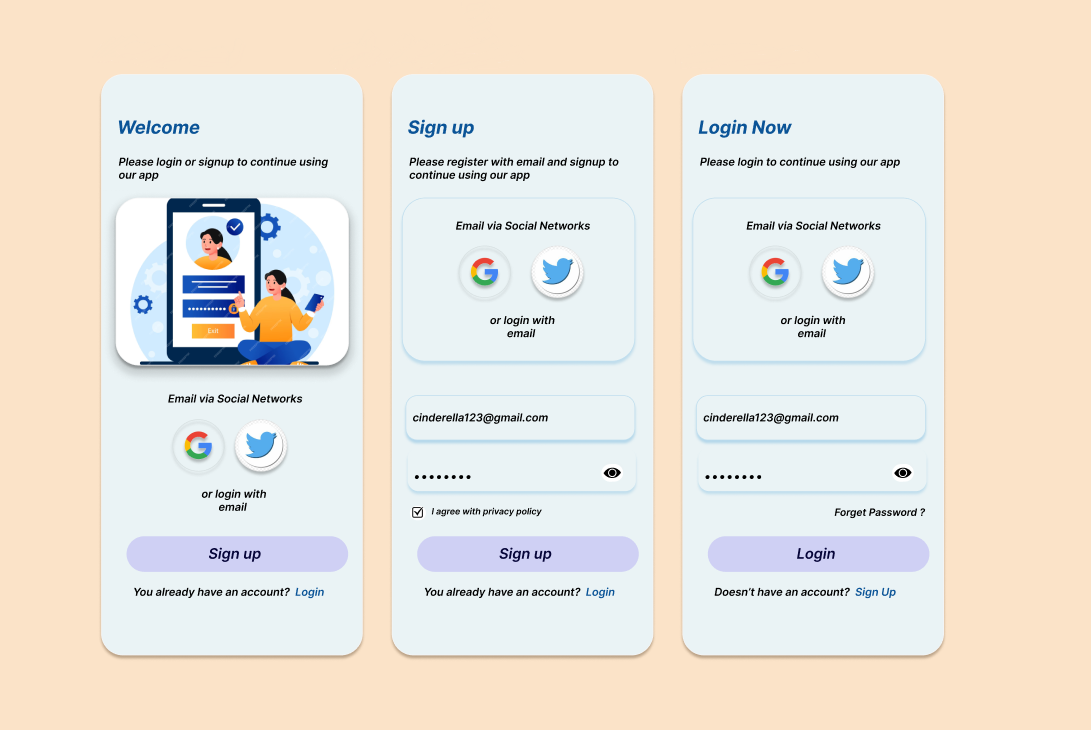 Welcome
Please login or signup to continue using
our app
Exit
Email via Social Networks
or login with
email
Sign up
You already have an account? Login
Sign up
Please register with email and signup to
continue using our app
Email via Social Networks
or login with
email
cinderella123@gmail.com
I agree with privacy policy
Sign up
You already have an account? Login
Login Now
Please login to continue using our app
Email via Social Networks
or login with
email
cinderella123@gmail.com
Forget Password ?
Login
Doesn't have an account? Sign Up